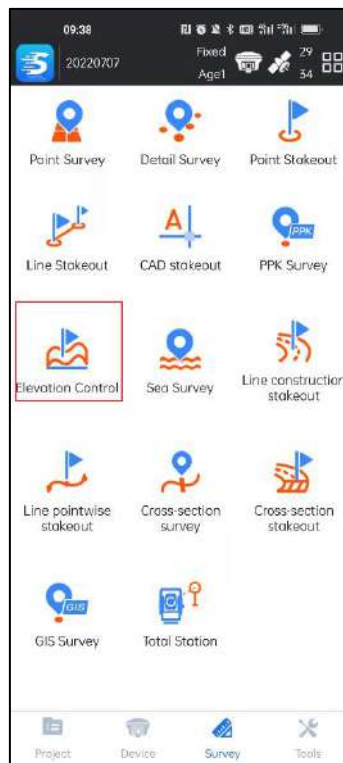 09:38
20220707
Fixed
Age1
29
34
Point Survey
Detail Survey
Point Stakeout
Line Stakeout
A
CAD stakeout
PPK
PPK Survey
Elevation Control
Sea Survey
Line construction
stakeout
Line pointwise
stakeout
Cross-section
survey
Cross-section
stakeout
GIS
GIS Survey
Total Station
Project
Device
Survey
Tools